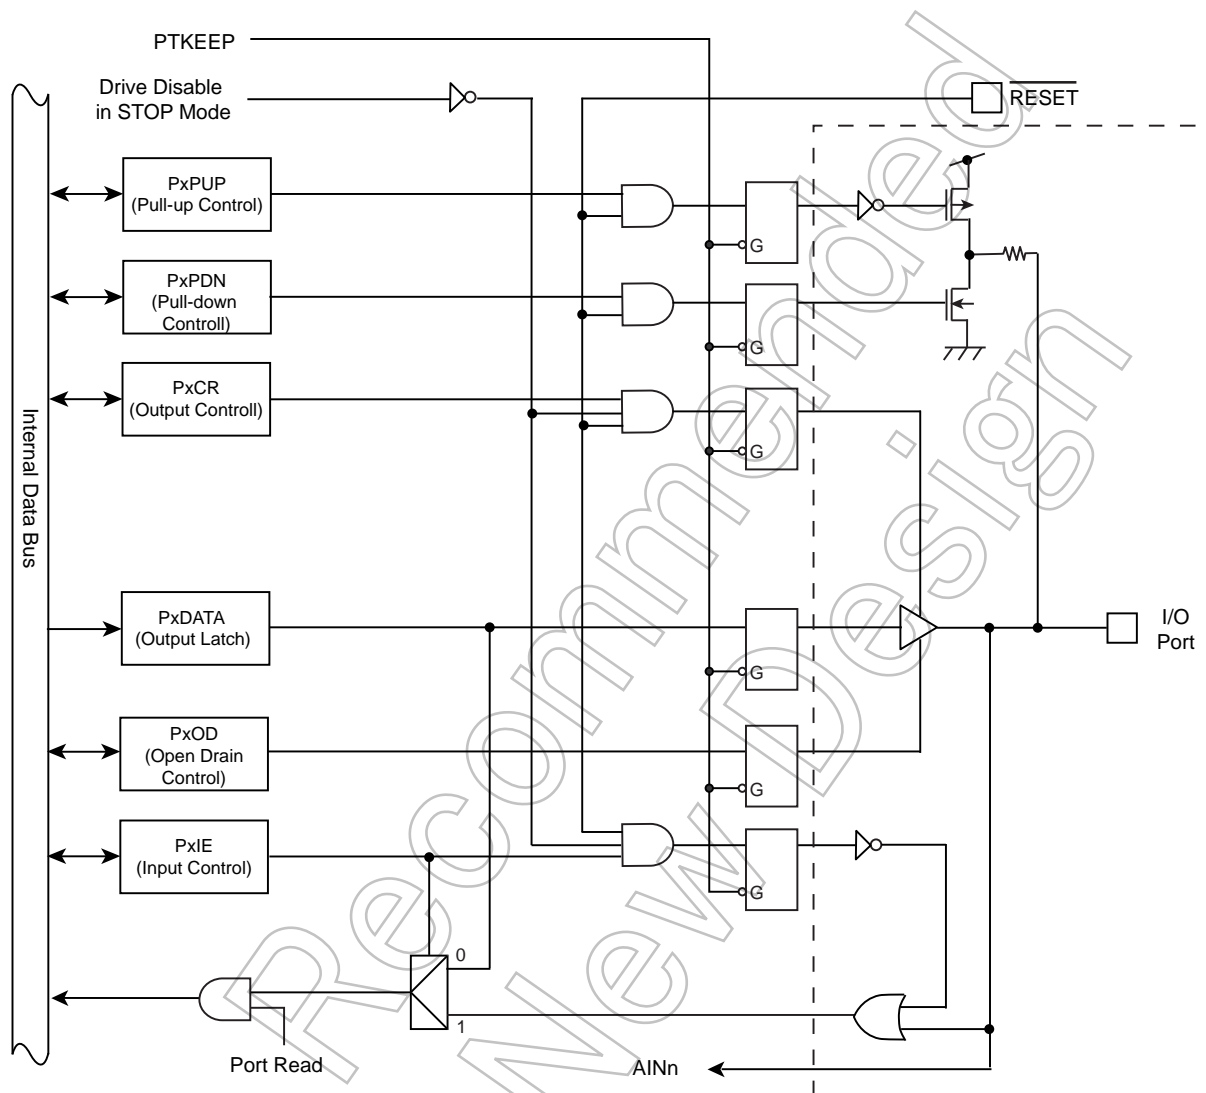 PTKEEP
Drive Disable
in STOP Mode
RESET
PxPUP
(Pull-up Control)
G
PxPDN
(Pull-down
Controll)
G
PxCR
(Output Controll)
G
Internal Data Bus
PxDATA
(Output Latch)
G
I/O
Port
PxOD
(Open Drain
Control)
G
PxIE
(Input Control)
G
0
1
Port Read
AINn
Recommended
New Design